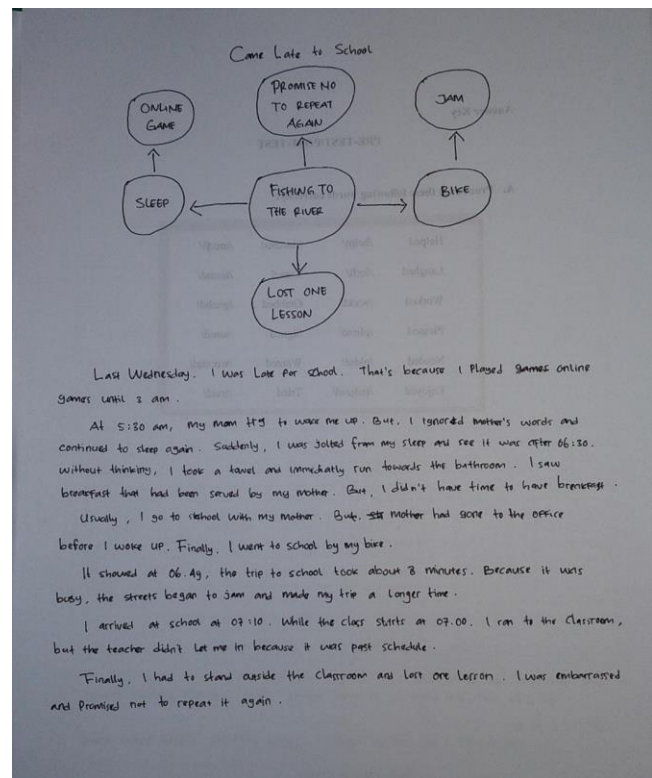 Come Late to School
PROMISE NO
TO REPEAT
AGAIN
ONLINE
GAME
JAM
SLEEP
FISHING TO
THE RIVER
BIKE
LOST ONE
LESSON
Last Wednesday. I was Late for school. That's because I Played games online
games until 3 am.
At 5:30 am, my mom try to wake me up. But, I ignored mother's words and
continued to sleep again. Suddenly, I was jolted from my sleep and see it was after 06:30.
without thinking, I took a towel and immediatly run towards the bathroom. I saw
breakfast that had been served by my mother. But, I didn't have time to have breakfast.
Usually, I go to school with my mother. But, mother had gone to the office
before I woke up. Finally, I went to school by my bike.
It showed at 06.49, the trip to school took about 8 minutes. Because it was
busy, the streets began to jam and made my trip a longer time.
I arrived at school at 07:10. While the class starts at 07.00. I ran to the Classroom,
but the teacher didn't let me in because it was past schedule.
Finally, I had to stand outside the classroom and lost one lesson. I was embarrassed
and Promised not to repeat it again.